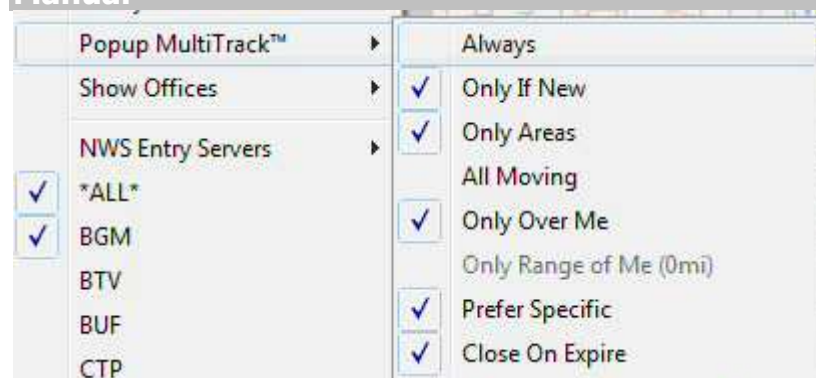 Manual
Popup MultiTrack™
Show Offices
NWS Entry Servers
*ALL*
BGM
BTV
BUF
CTP
Always
Only If New
Only Areas
All Moving
Only Over Me
Only Range of Me (0mi)
Prefer Specific
Close On Expire